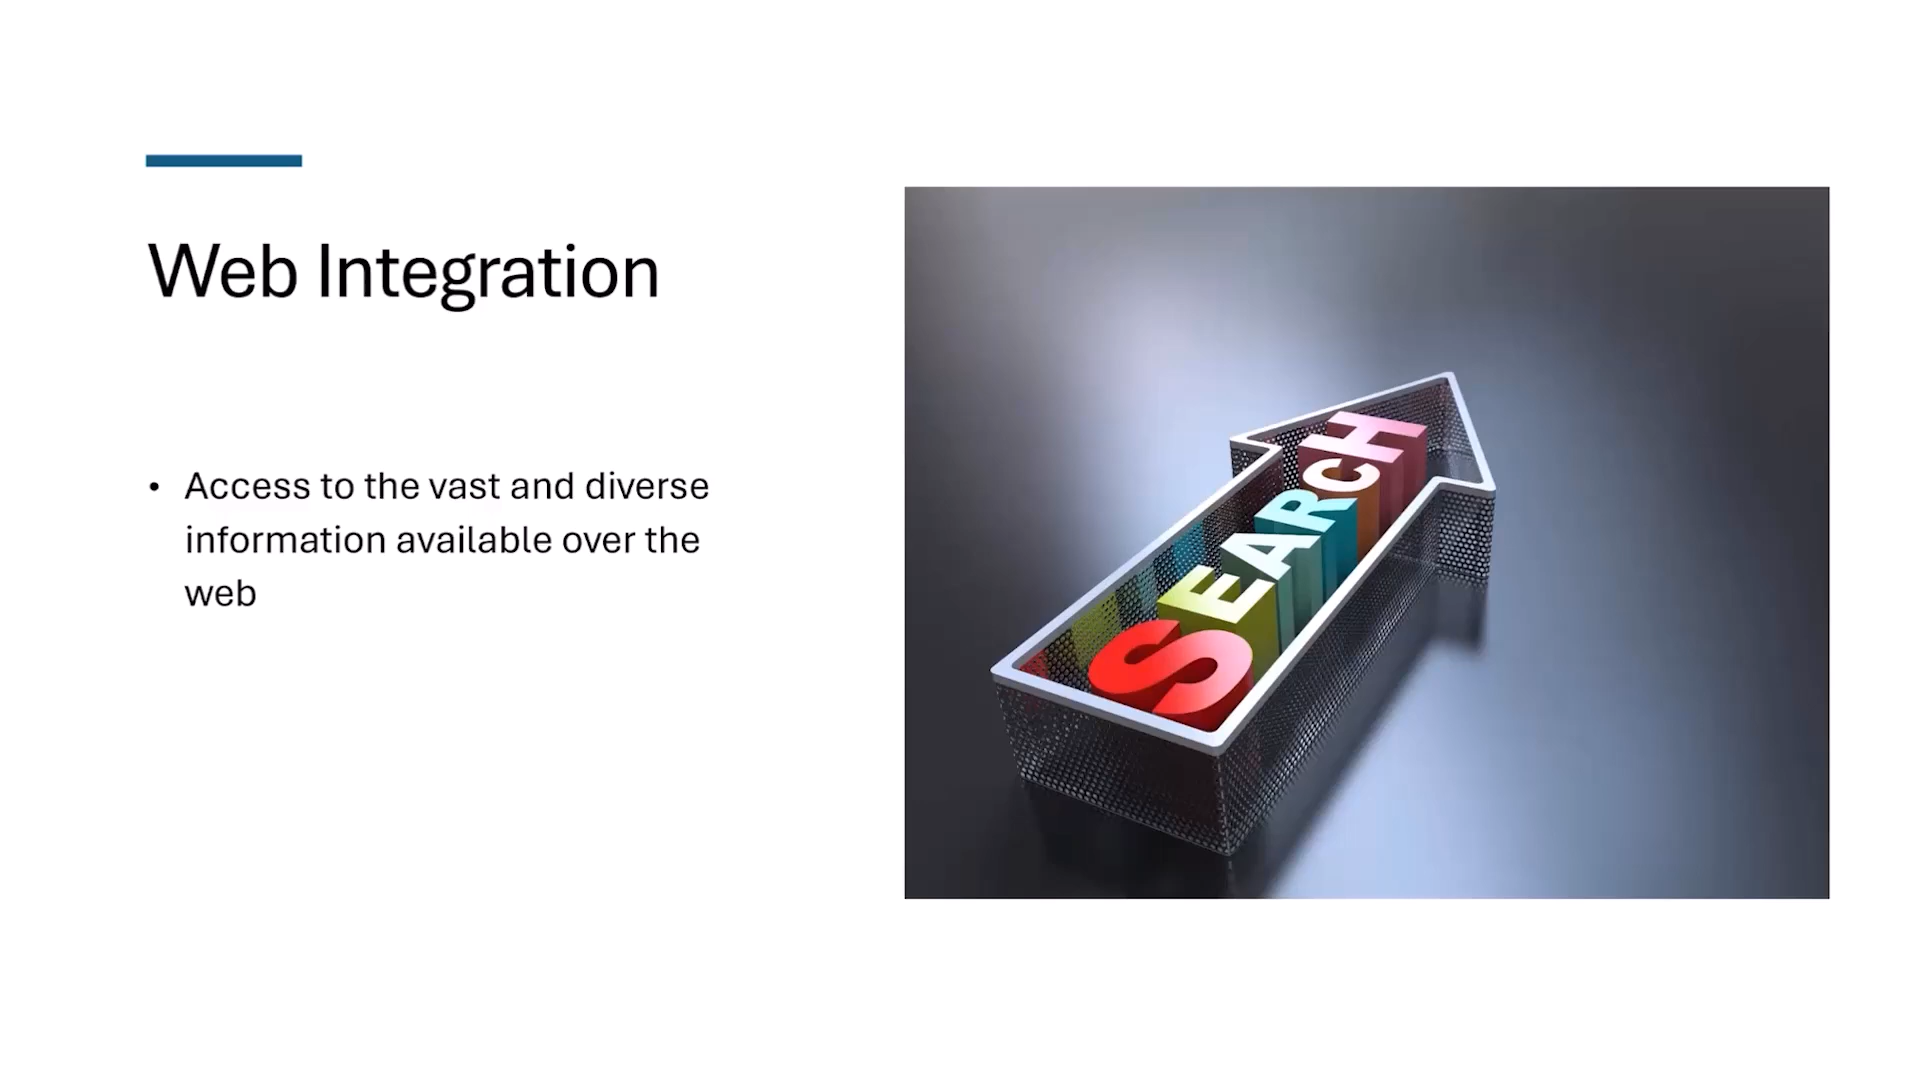 Web Integration
• Access to the vast and diverse
information available over the
web
SEARCH